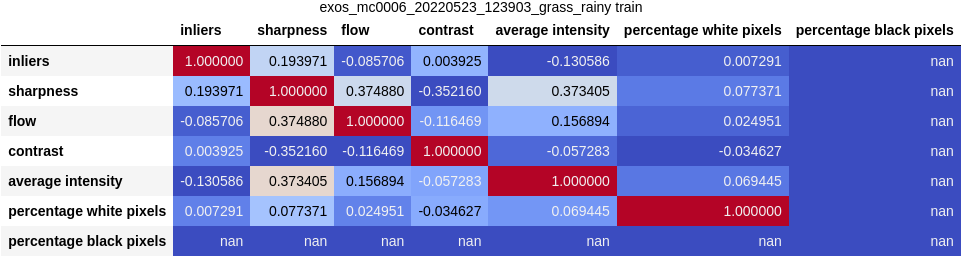 exos_mc0006_20220523_123903_grass_rainy train
inliers sharpness flow contrast average intensity percentage white pixels percentage black pixels
inliers 1.000000 0.193971 -0.085706 0.003925 -0.130586 0.007291 nan
sharpness 0.193971 1.000000 0.374880 -0.352160 0.373405 0.077371 nan
flow -0.085706 0.374880 1.000000 -0.116469 0.156894 0.024951 nan
contrast 0.003925 -0.352160 -0.116469 1.000000 -0.057283 -0.034627 nan
average intensity -0.130586 0.373405 0.156894 -0.057283 1.000000 0.069445 nan
percentage white pixels 0.007291 0.077371 0.024951 -0.034627 0.069445 1.000000 nan
percentage black pixels nan nan nan nan nan nan nan